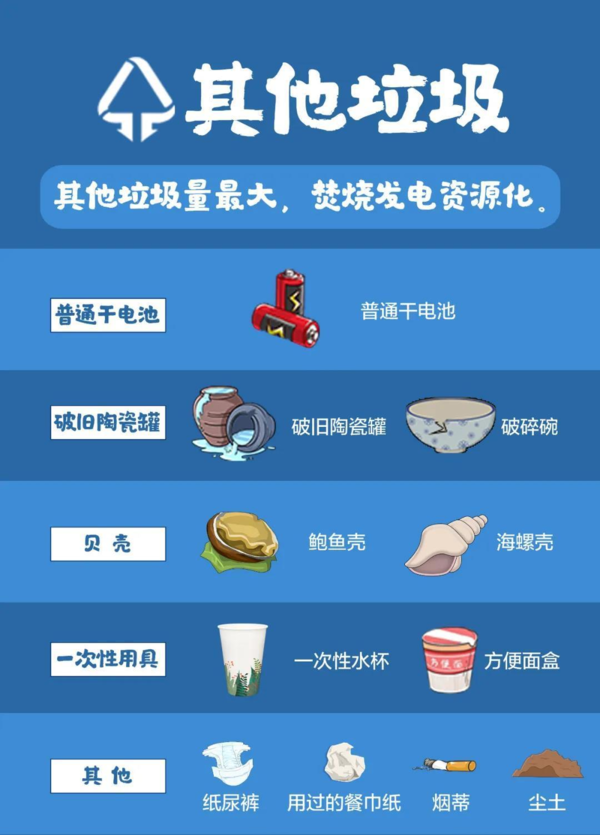 其他垃圾
其他垃圾量最大，焚烧发电资源化。
普通干电池
普通干电池
破旧陶瓷罐
破旧陶瓷罐
破碎碗
贝壳
鲍鱼壳
海螺壳
一次性用具
一次性水杯
方便面
方便面盒
其他
纸尿裤
用过的餐巾纸
烟蒂
尘土